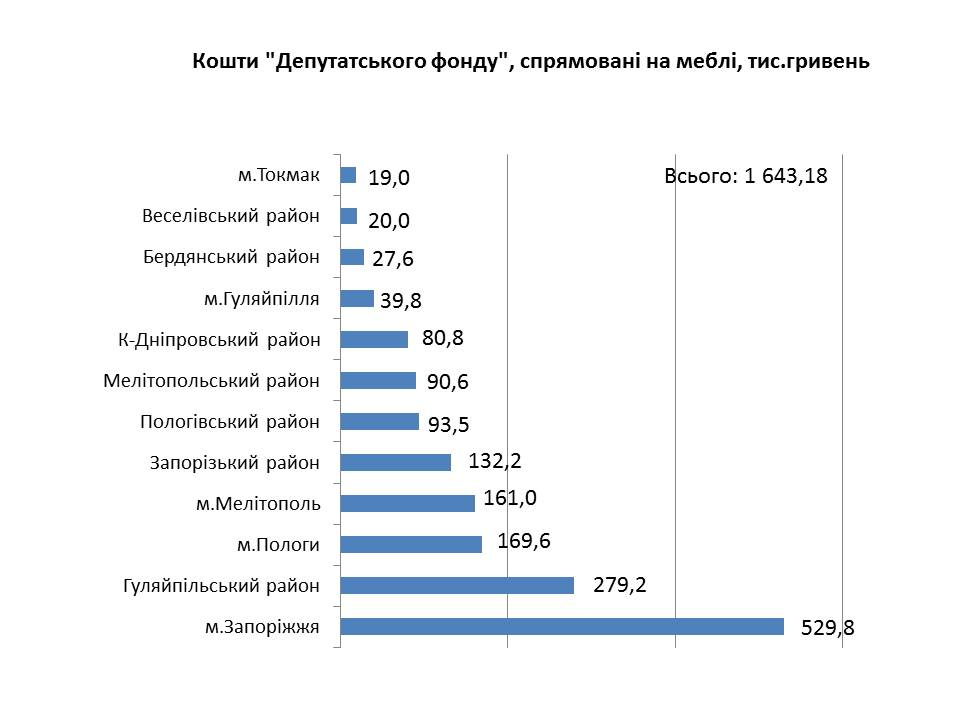 Кошти "Депутатського фонду", спрямовані на меблі, тис.гривень
Всього: 1 643,18
м.Токмак 19,0
Веселівський район 20,0
Бердянський район 27,6
м.Гуляйпілля 39,8
К-Дніпровський район 80,8
Мелітопольський район 90,6
Пологівський район 93,5
Запорізький район 132,2
м.Мелітополь 161,0
м.Пологи 169,6
Гуляйпільський район 279,2
м.Запоріжжя 529,8